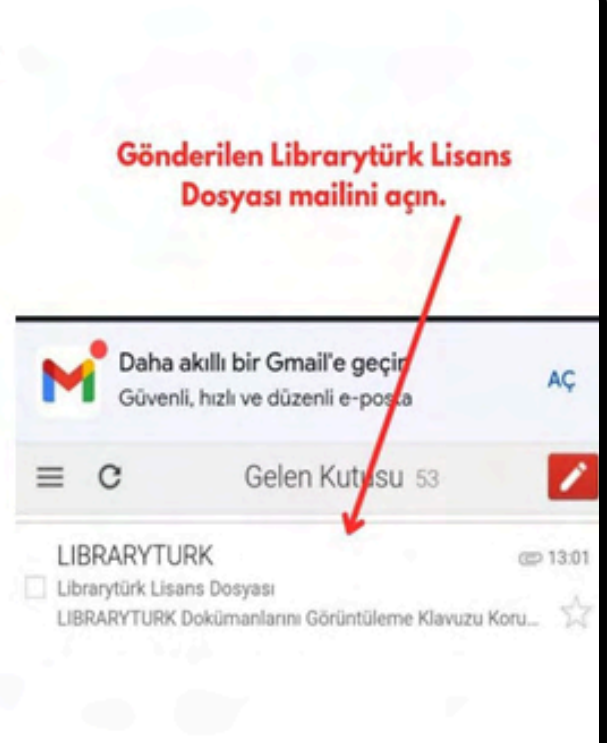 Gönderilen Librarytürk Lisans
Dosyası mailini açın.
Daha akıllı bir Gmail'e geçin
Güvenli, hızlı ve düzenli e-posta
AÇ
Gelen Kutusu 53
LIBRARYTURK
13:01
Librarytürk Lisans Dosyası
LIBRARYTURK Dokümanlarını Görüntüleme Klavuzu Koru...